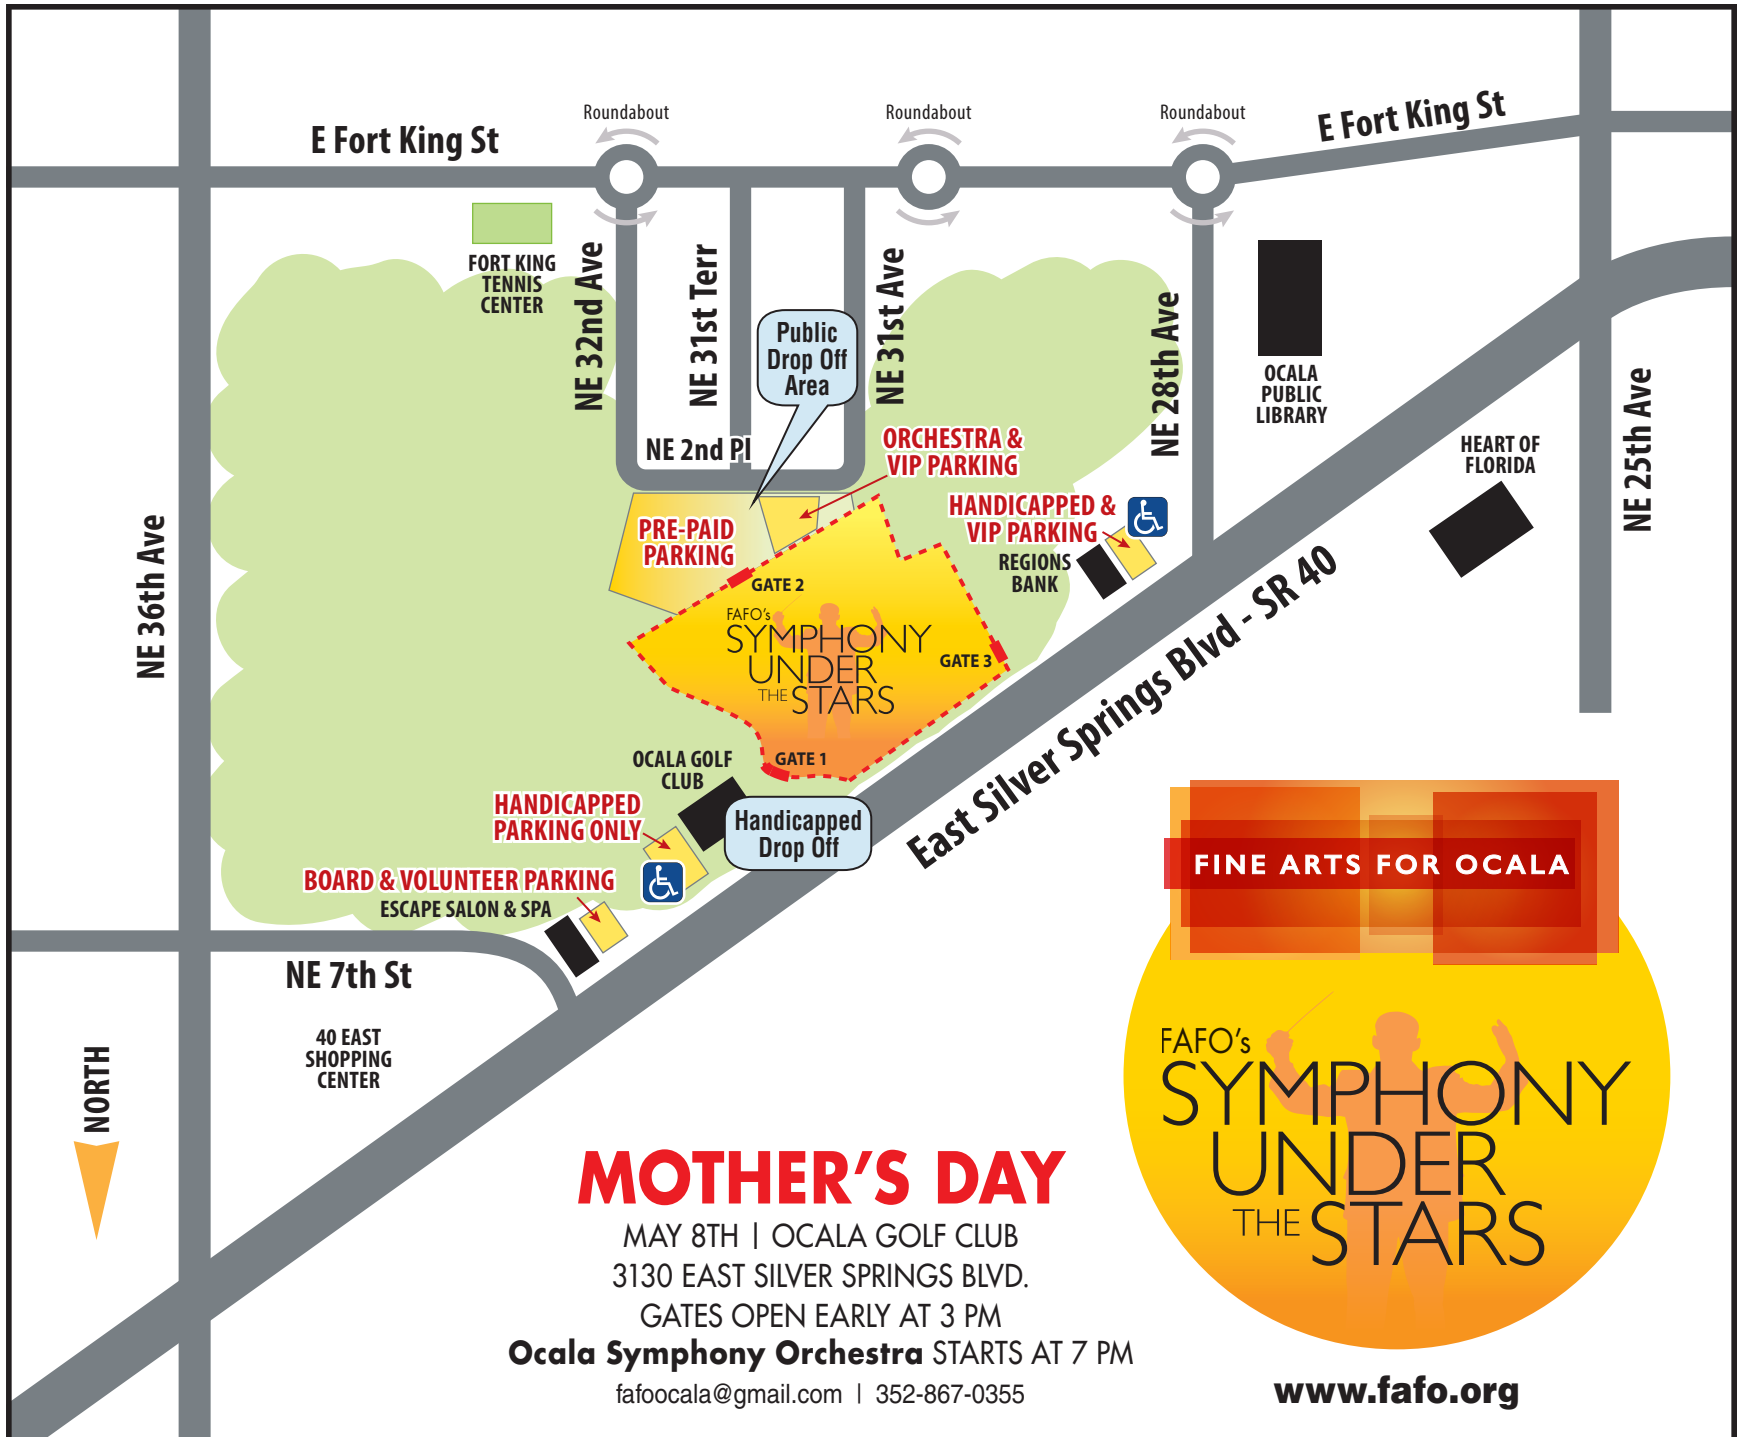 Roundabout
Roundabout
Roundabout
E Fort King St
E Fort King St
FORT KING
TENNIS
CENTER
NE 32nd Ave
NE 31st Terr
NE 31st Ave
NE 28th Ave
Public
Drop Off
Area
OCALA
PUBLIC
LIBRARY
NE 25th Ave
HEART OF
FLORIDA
NE 2nd Pl
ORCHESTRA &
VIP PARKING
HANDICAPPED &
VIP PARKING
REGIONS
BANK
PRE-PAID
PARKING
NE 36th Ave
GATE 2
FAFO's
SYMPHONY
UNDER
THE STARS
GATE 3
GATE 1
East Silver Springs Blvd - SR 40
OCALA GOLF
CLUB
HANDICAPPED
PARKING ONLY
Handicapped
Drop Off
BOARD & VOLUNTEER PARKING
ESCAPE SALON & SPA
NE 7th St
40 EAST
SHOPPING
CENTER
NORTH
FINE ARTS FOR OCALA
FAFO's
SYMPHONY
UNDER
THE STARS
MOTHER'S DAY
MAY 8TH | OCALA GOLF CLUB
3130 EAST SILVER SPRINGS BLVD.
GATES OPEN EARLY AT 3 PM
Ocala Symphony Orchestra STARTS AT 7 PM
fafoocala@gmail.com | 352-867-0355
www.fafo.org